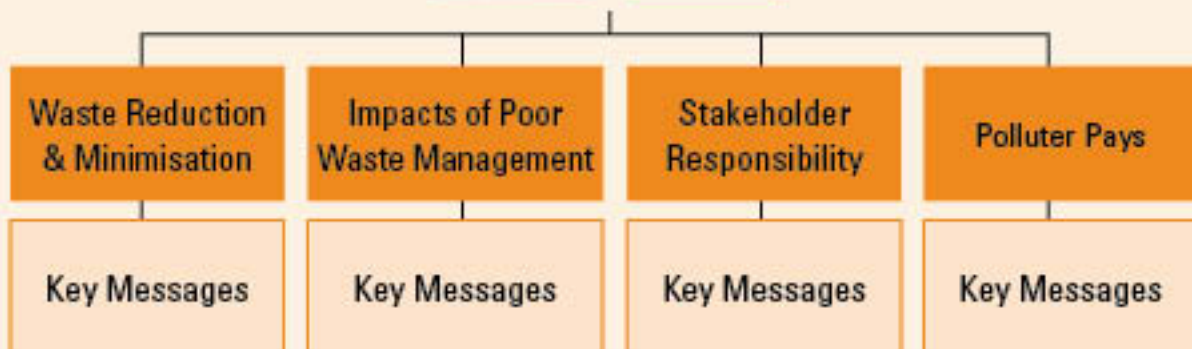 Waste Reduction
& Minimisation
Impacts of Poor
Waste Management
Stakeholder
Responsibility
Polluter Pays
Key Messages
Key Messages
Key Messages
Key Messages